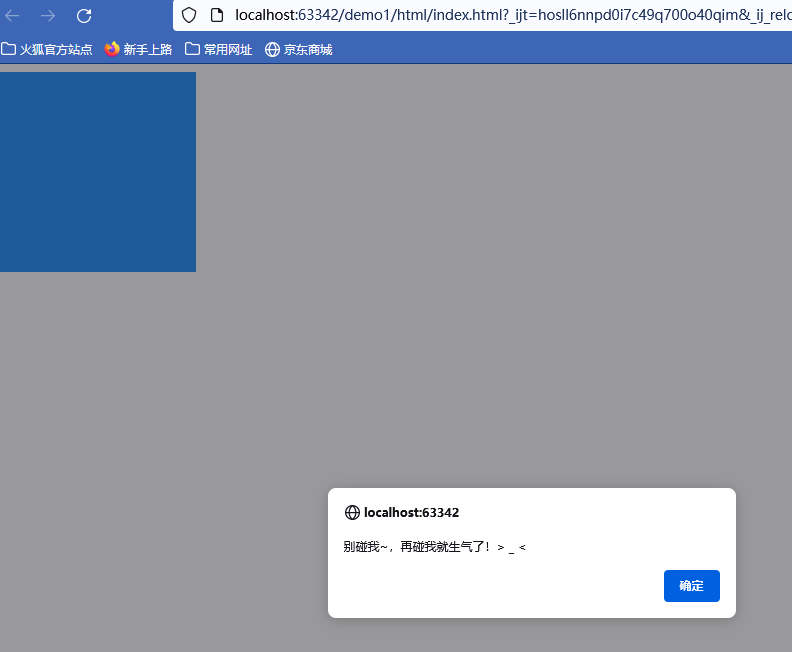 localhost:63342/demo1/html/index.html?_ijt=hosll6nnpd0i7c49q700o40qim&_ij_relo
火狐官方站点 新手上路 常用网址 京东商城
localhost:63342
别碰我~，再碰我就生气了！> _ <
确定